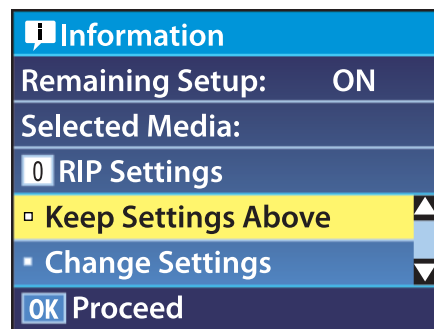 Information
Remaining Setup: ON
Selected Media:
0 RIP Settings
Keep Settings Above
Change Settings
OK Proceed